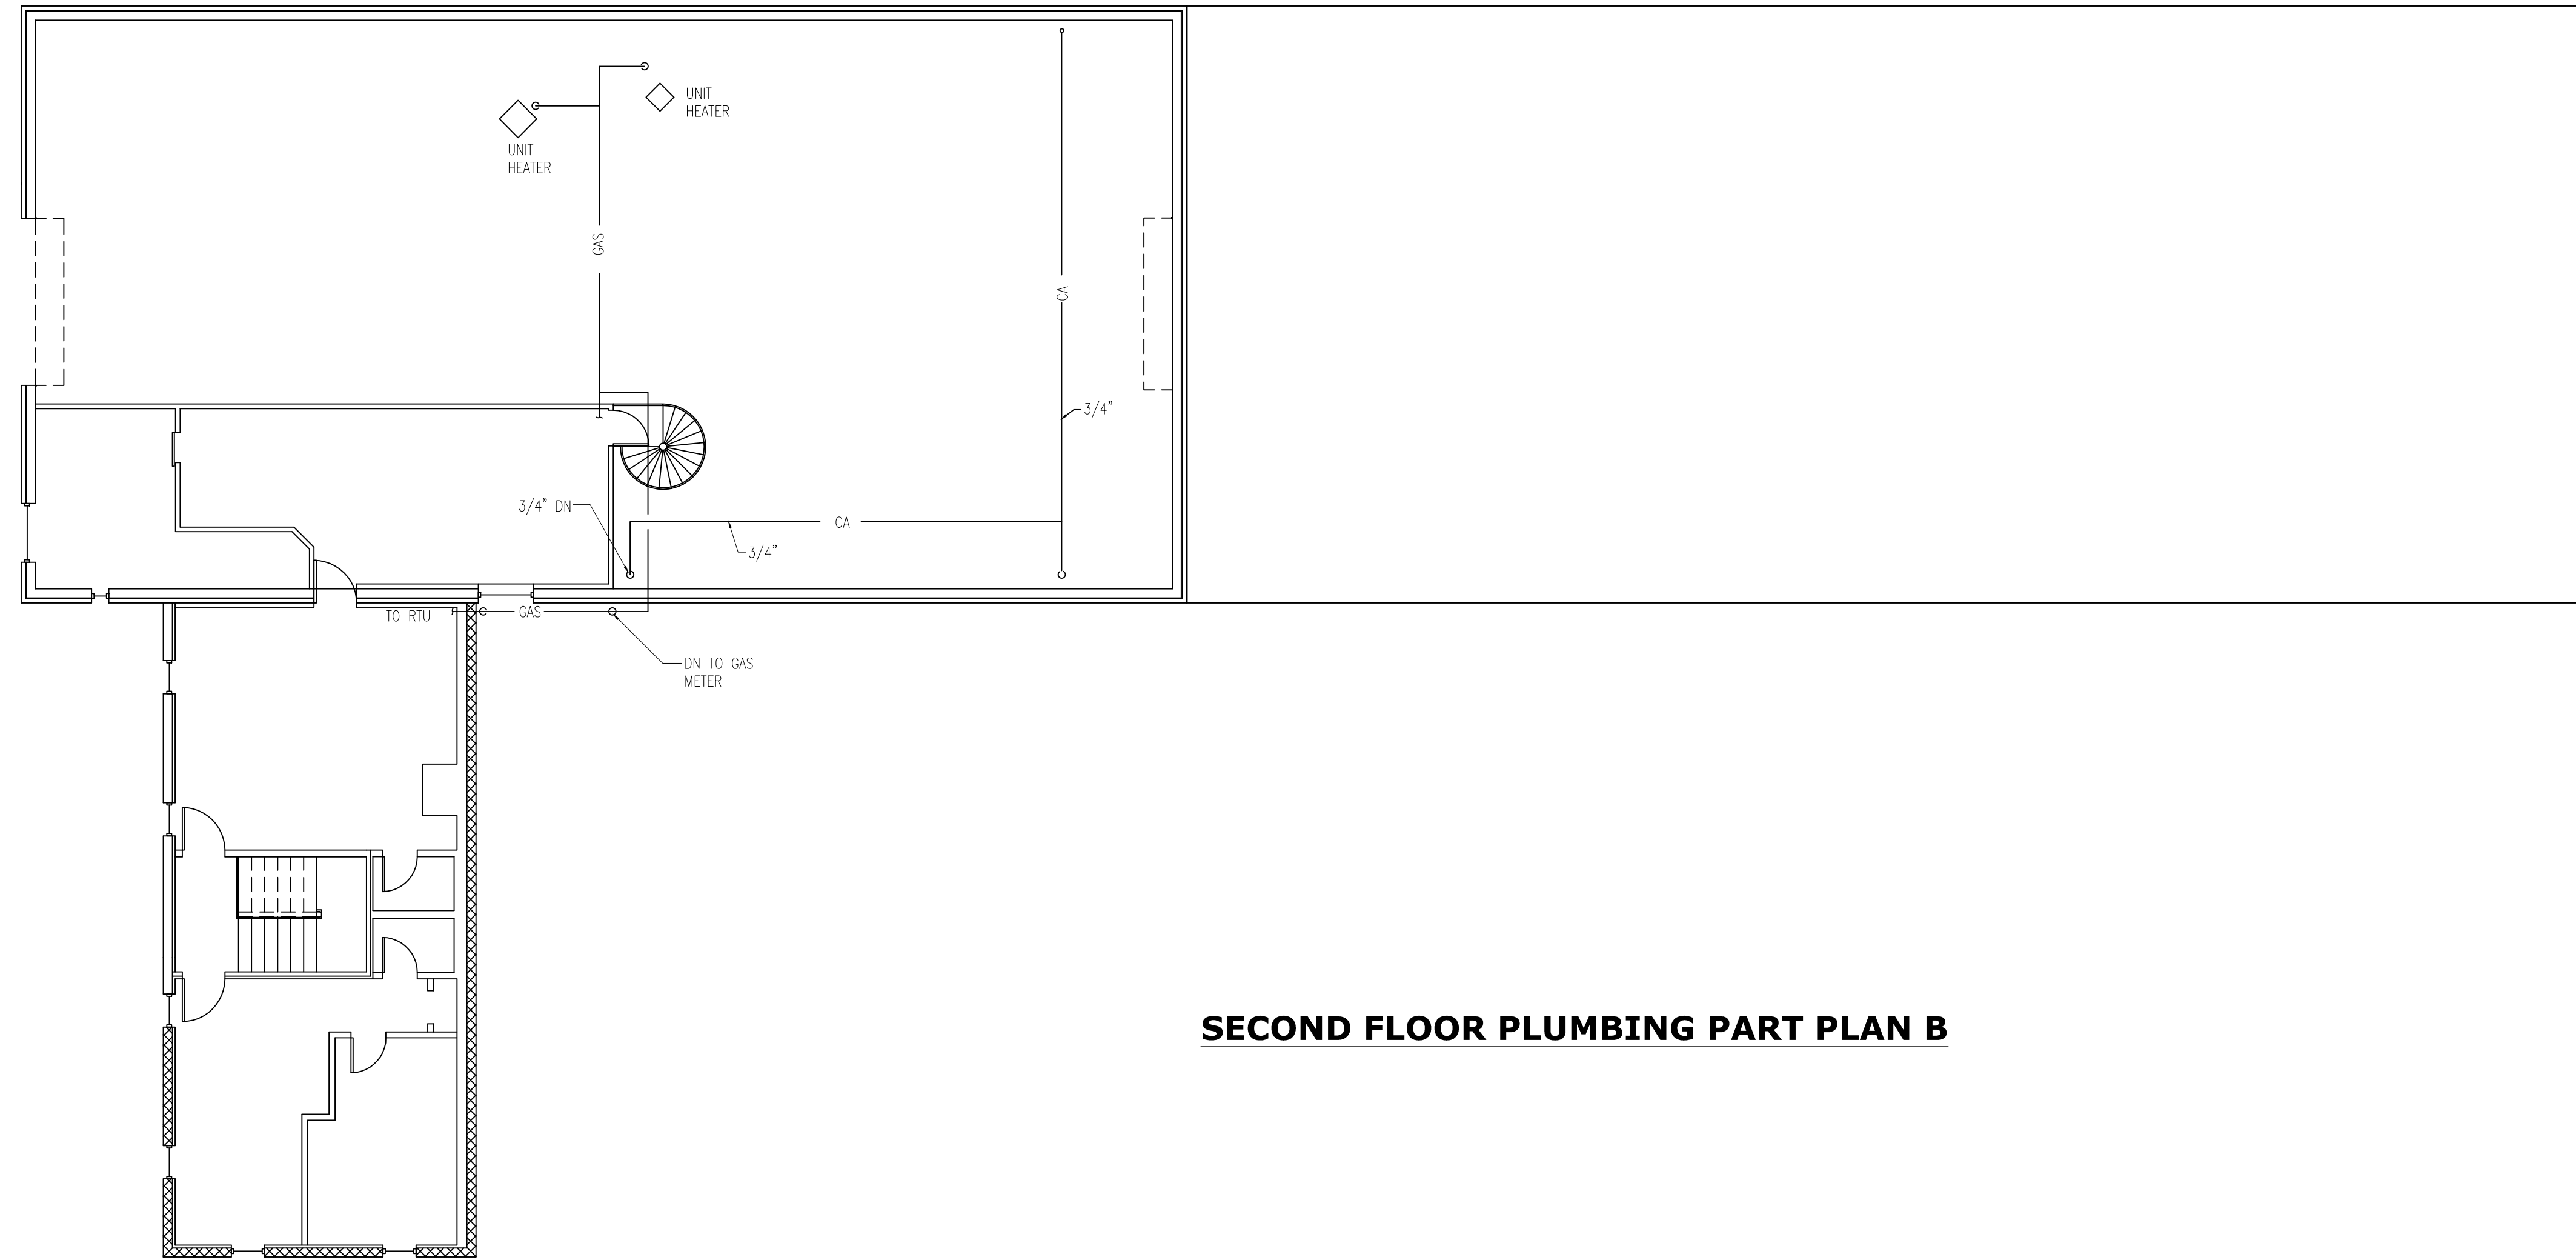 UNIT
HEATER
UNIT
HEATER
GAS
CA
3/4"
3/4" DN
CA
3/4"
TO RTU
GAS
DN TO GAS
METER
SECOND FLOOR PLUMBING PART PLAN B